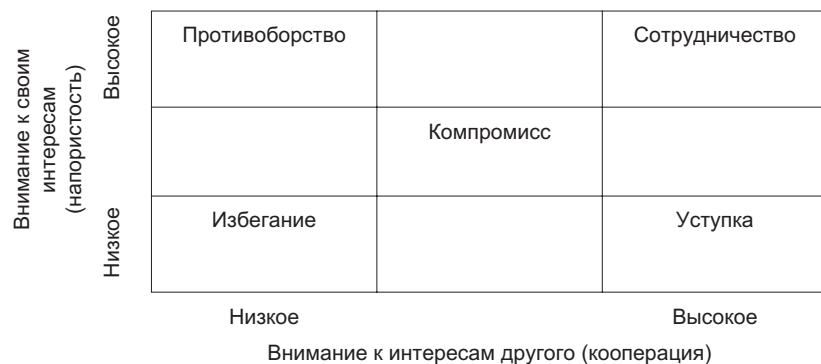 Внимание к своим
интересам
(напористость)
Высокое
Низкое
Противоборство
Сотрудничество
Компромисс
Избегание
Уступка
Низкое
Высокое
Внимание к интересам другого (кооперация)